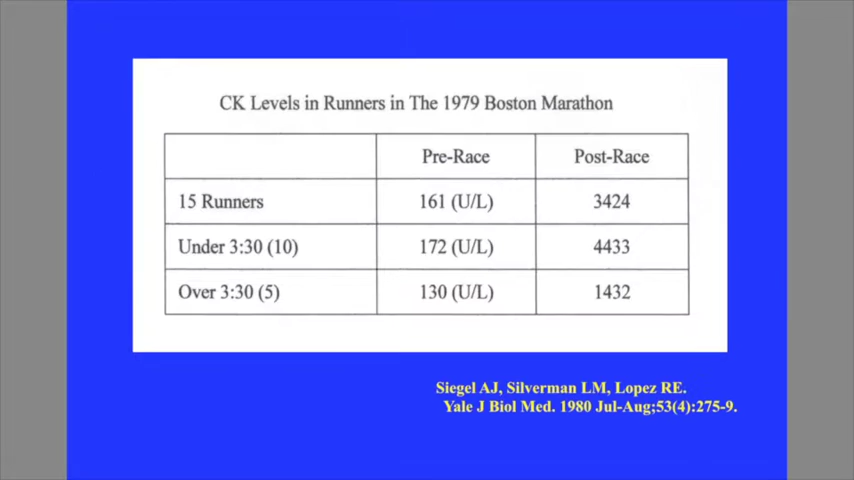 CK Levels in Runners in The 1979 Boston Marathon
Pre-Race Post-Race
15 Runners 161 (U/L) 3424
Under 3:30 (10) 172 (U/L) 4433
Over 3:30 (5) 130 (U/L) 1432
Siegel AJ, Silverman LM, Lopez RE.
Yale J Biol Med. 1980 Jul-Aug;53(4):275-9.